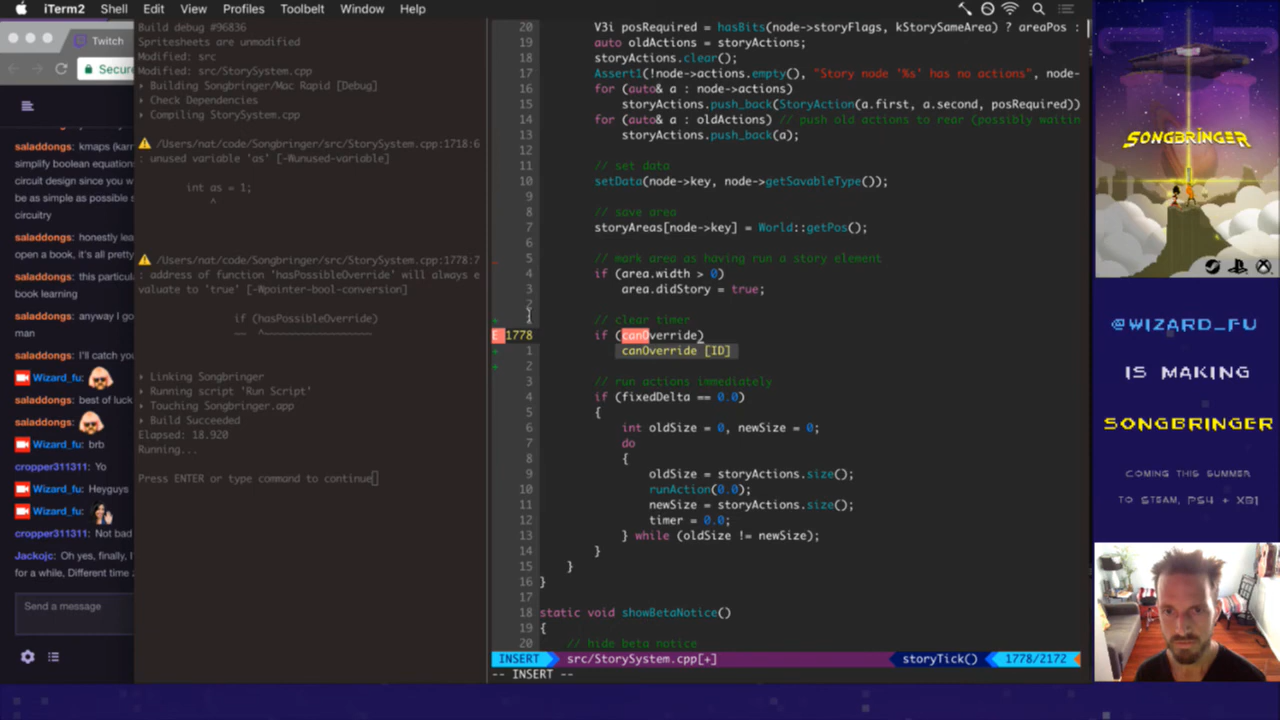 iTerm2 Shell Edit View Profiles Toolbelt Window Help
Twitch
Secure
saladdongs: kmaps (karn
simplify boolean equations
circuit design since you w
be as simple as possible s
circuitry
saladdongs: honestly lea
open a book, it's all pretty
saladdongs: this particula
book learning
saladdongs: anyway I go
man
saladdongs: I'll catch you
Wizard_fu:
saladdongs: best of luck
saladdongs:
Wizard_fu: brb
cropper311311: Yo
Wizard_fu: Heyguys
Wizard_fu:
cropper311311: Not bad
Jackojc: Oh yes, finally, I
for a while, Different time
Send a message
Build debug #96836
Spritesheets are unmodified
Modified: src
Modified: src/StorySystem.cpp
Building Songbringer/Mac Rapid [Debug]
Check Dependencies
Compiling StorySystem.cpp
/Users/nat/code/Songbringer/src/StorySystem.cpp:1718:6
: unused variable 'as' [-Wunused-variable]
int as = 1;
^
/Users/nat/code/Songbringer/src/StorySystem.cpp:1778:7
: address of function 'hasPossibleOverride' will always e
valuate to 'true' [-Wpointer-bool-conversion]
if (hasPossibleOverride)
~~ ^~~~~~~~~~~~~~~~~~~
Linking Songbringer
Running script 'Run Script'
Touching Songbringer.app
Build Succeeded
Elapsed: 18.920
Running...
Press ENTER or type command to continue
20 V3i posRequired = hasBits(node->storyFlags, kStorySameArea) ? areaPos :
19 auto oldActions = storyActions;
18 storyActions.clear();
17 Assert1(!node->actions.empty(), "Story node '%s' has no actions", node-
16 for (auto& a : node->actions)
15 storyActions.push_back(StoryAction(a.first, a.second, posRequired))
14 for (auto& a : oldActions) // push old actions to rear (possibly waitin
13 storyActions.push_back(a);
12
11 // set data
10 setData(node->key, node->getSavableType());
9
8 // save area
7 storyAreas[node->key] = World::getPos();
6
5 // mark area as having run a story element
4 if (area.width > 0)
3 area.didStory = true;
2
+ 1 // clear timer
E 1778 if (canOverride)
+ 1 canOverride [ID]
+ 2
3 // run actions immediately
4 if (fixedDelta == 0.0)
5 {
6 int oldSize = 0, newSize = 0;
7 do
8 {
9 oldSize = storyActions.size();
10 runAction(0.0);
11 newSize = storyActions.size();
12 timer = 0.0;
13 } while (oldSize != newSize);
14 }
15 }
16 }
17
18 static void showBetaNotice()
19 {
20 // hide beta notice
INSERT src/StorySystem.cpp[+] storyTick() 1778/2172
-- INSERT --
SONGBRINGER
@WIZARD_FU
IS MAKING
SONGBRINGER
COMING THIS SUMMER
TO STEAM, PS4 + XB1